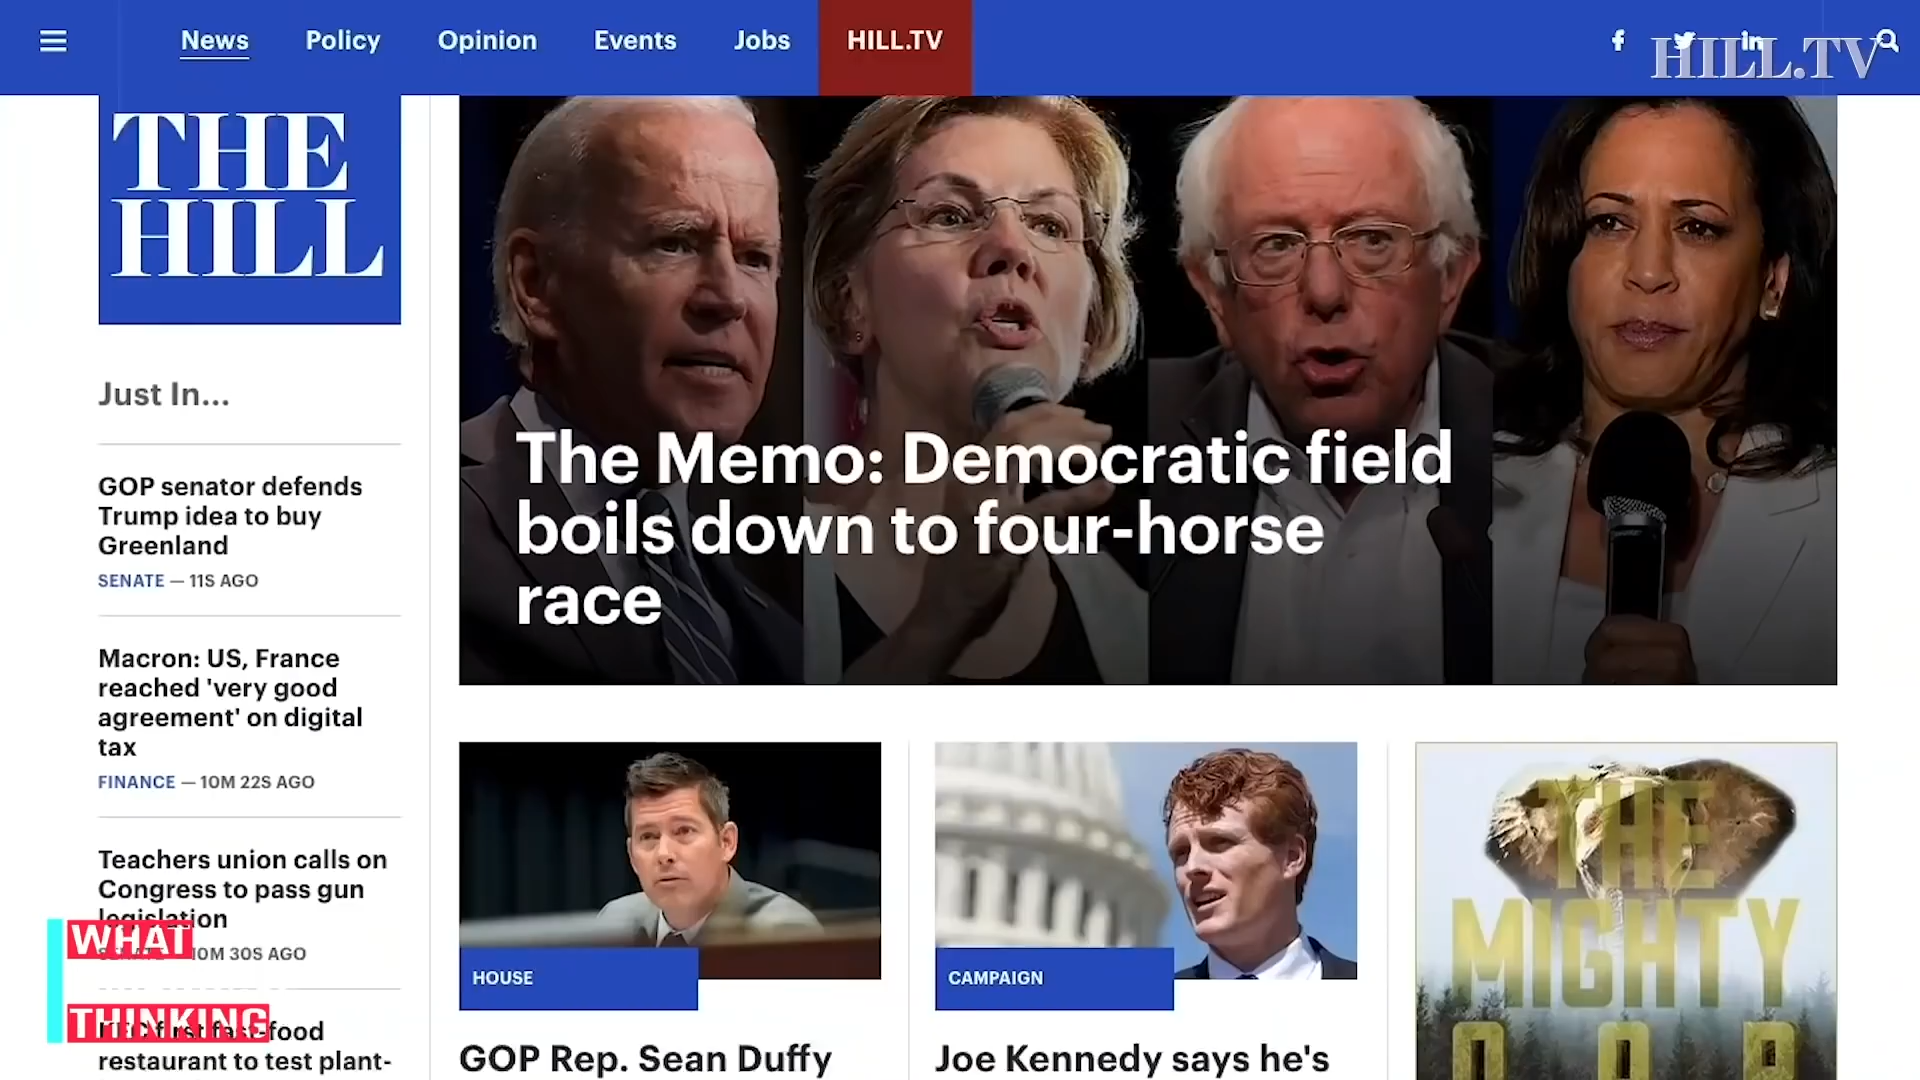 News Policy Opinion Events Jobs HILL.TV
HILL.TV
THE
HILL
Just In...
GOP senator defends
Trump idea to buy
Greenland
SENATE — 11S AGO
Macron: US, France
reached 'very good
agreement' on digital
tax
FINANCE — 10M 22S AGO
Teachers union calls on
Congress to pass gun
legislation
10M 30S AGO
KFC first fast-food
restaurant to test plant-
WHAT
THINKING
The Memo: Democratic field
boils down to four-horse
race
HOUSE
GOP Rep. Sean Duffy
CAMPAIGN
Joe Kennedy says he's
THE
MIGHTY